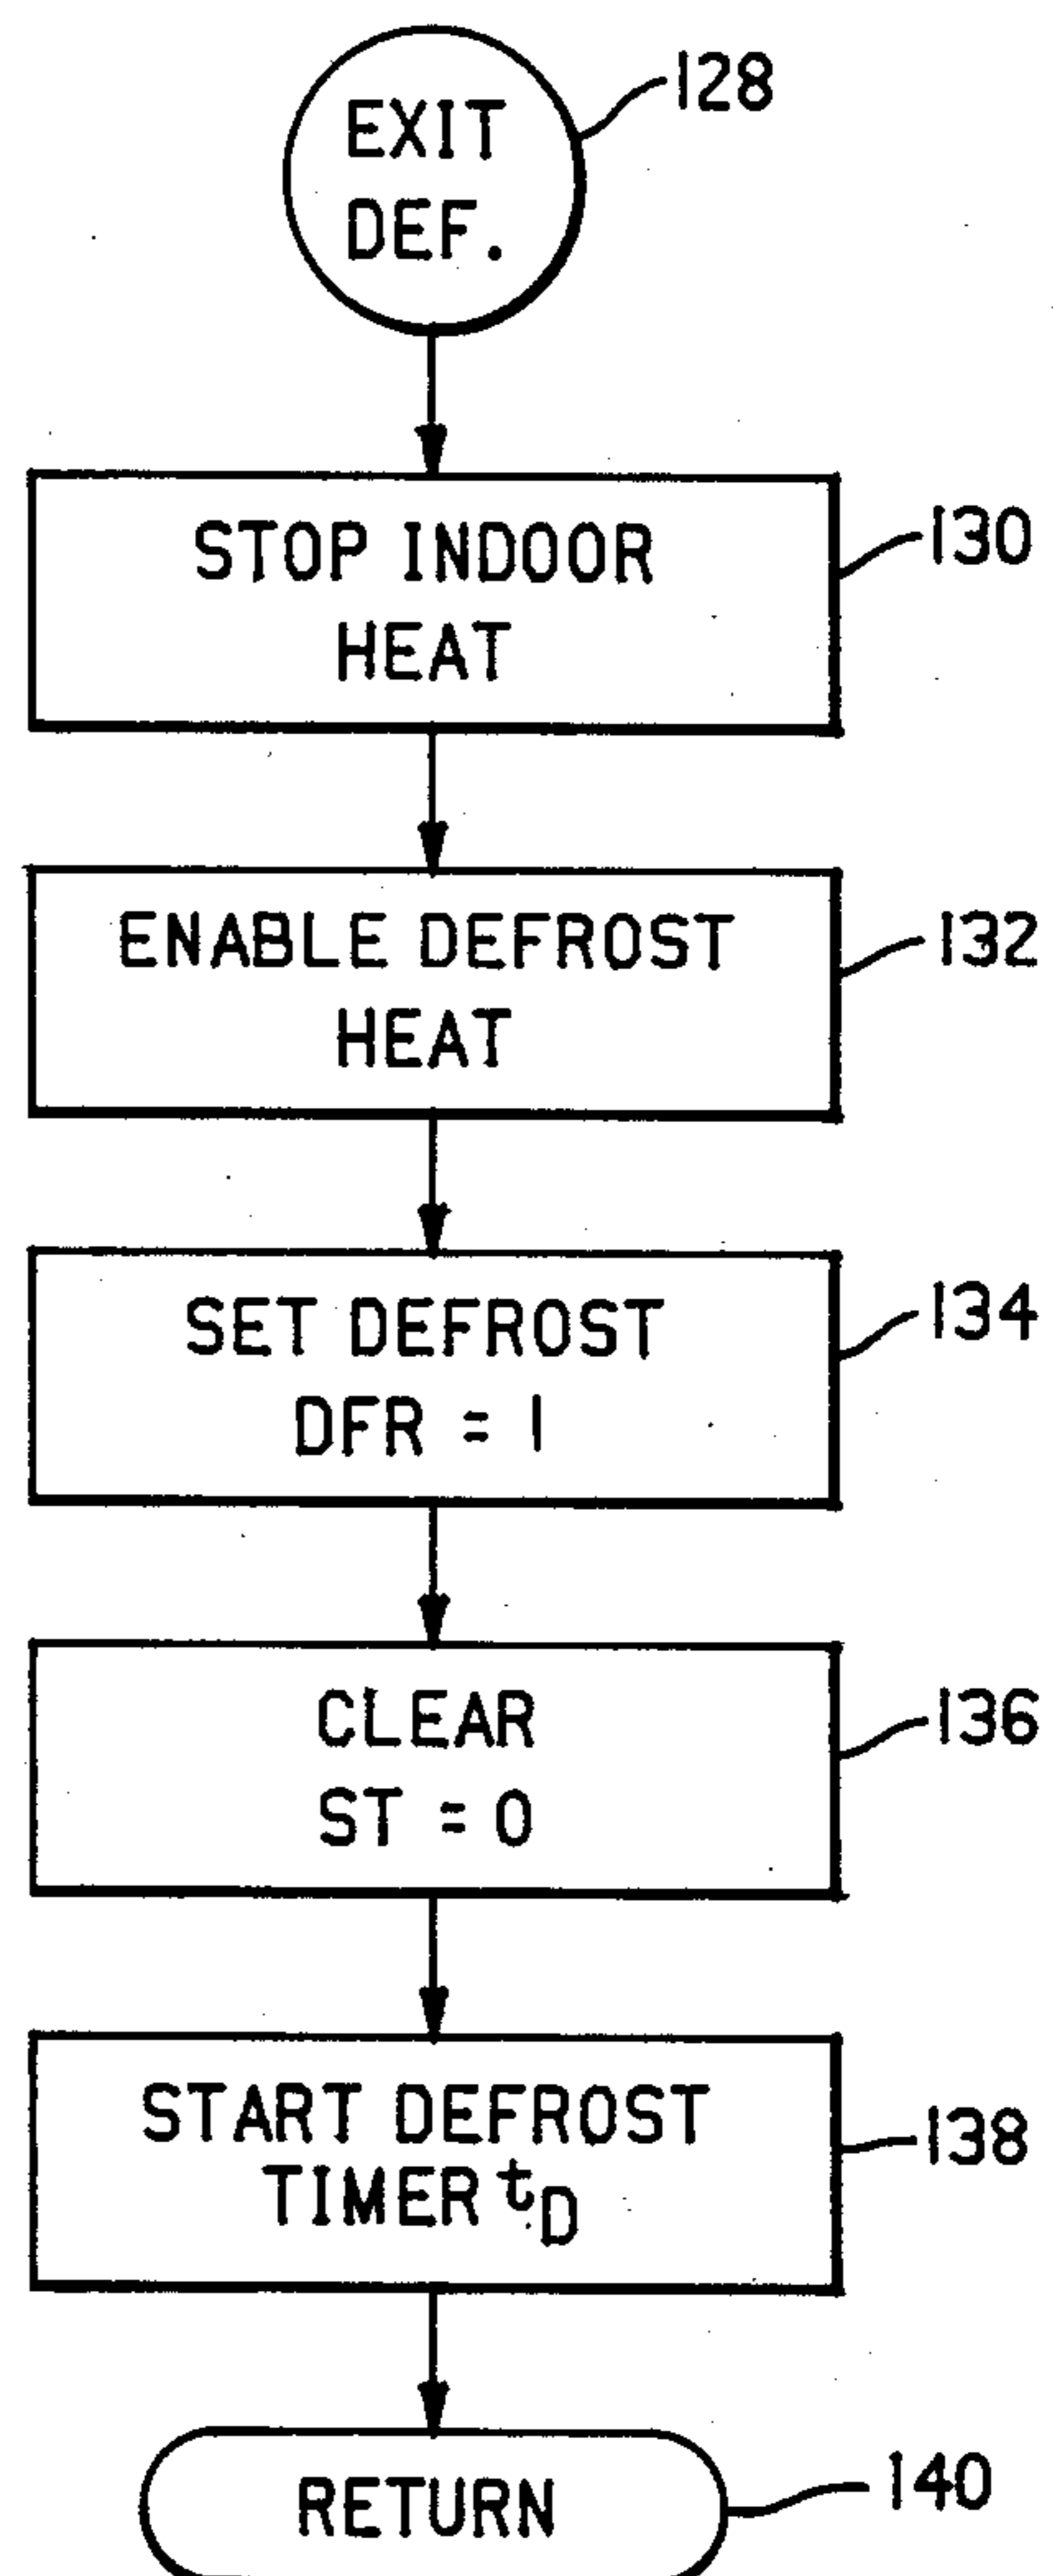 EXIT
DEF.
128
STOP INDOOR
HEAT
130
ENABLE DEFROST
HEAT
132
SET DEFROST
DFR = 1
134
CLEAR
ST = 0
136
START DEFROST
TIMER tD
138
RETURN
140